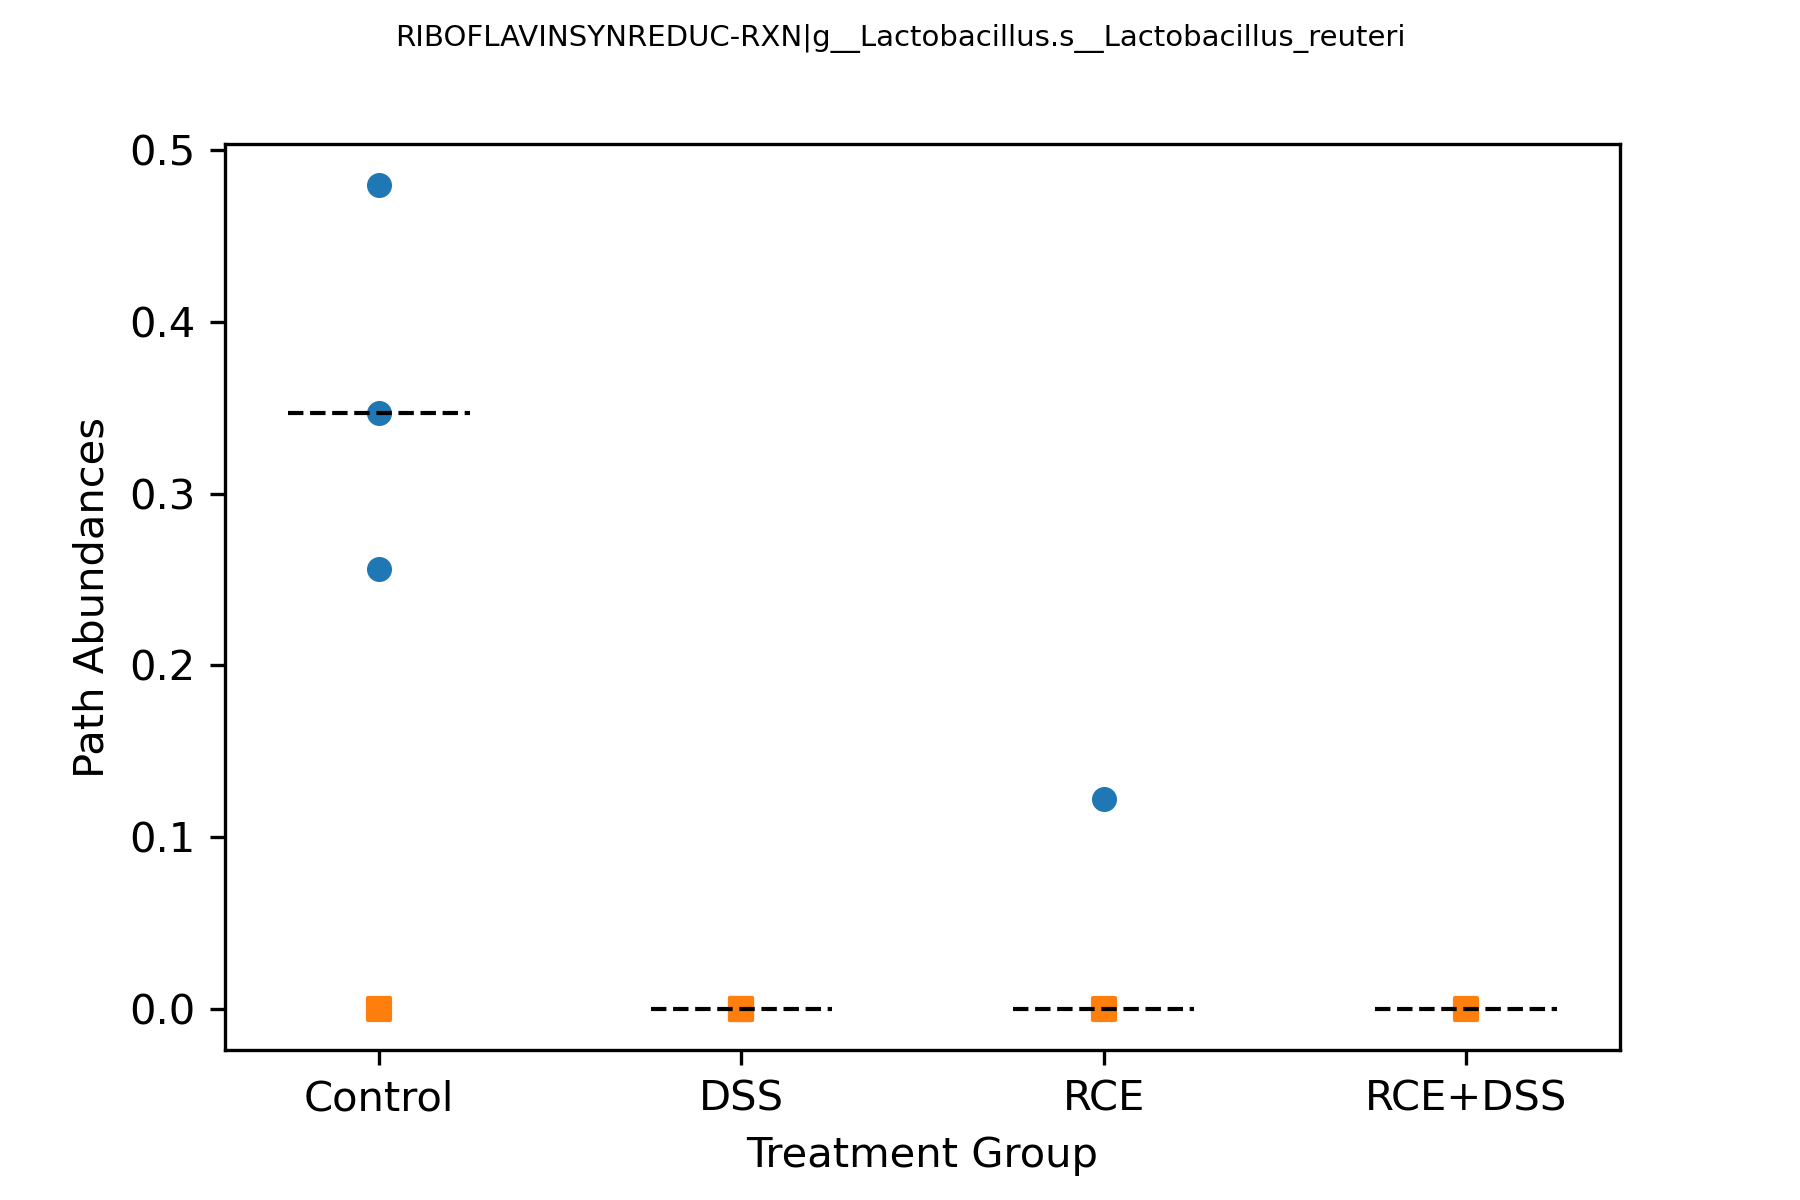 RIBOFLAVINSYNREDUC-RXN|g__Lactobacillus.s__Lactobacillus_reuteri
0.5
0.4
0.3
0.2
0.1
0.0
Path Abundances
Control DSS RCE RCE+DSS
Treatment Group